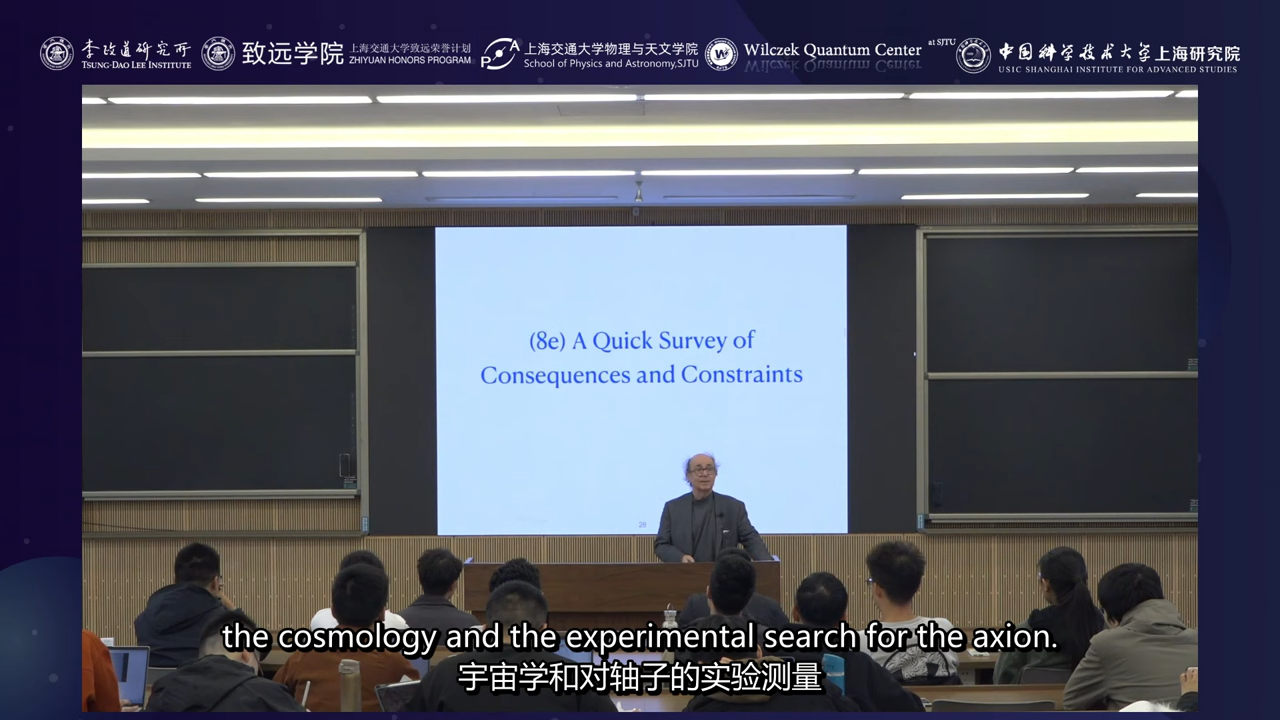 李政道研究所
TSUNG-DAO LEE INSTITUTE
致远学院
上海交通大学致远荣誉计划
ZHIYUAN HONORS PROGRAM
上海交通大学物理与天文学院
School of Physics and Astronomy,SJTU
Wilczek Quantum Center
at SJTU
中国科学技术大学上海研究院
USTC SHANGHAI INSTITUTE FOR ADVANCED STUDIES
(8e) A Quick Survey of
Consequences and Constraints
28
the cosmology and the experimental search for the axion.
宇宙学和对轴子的实验测量